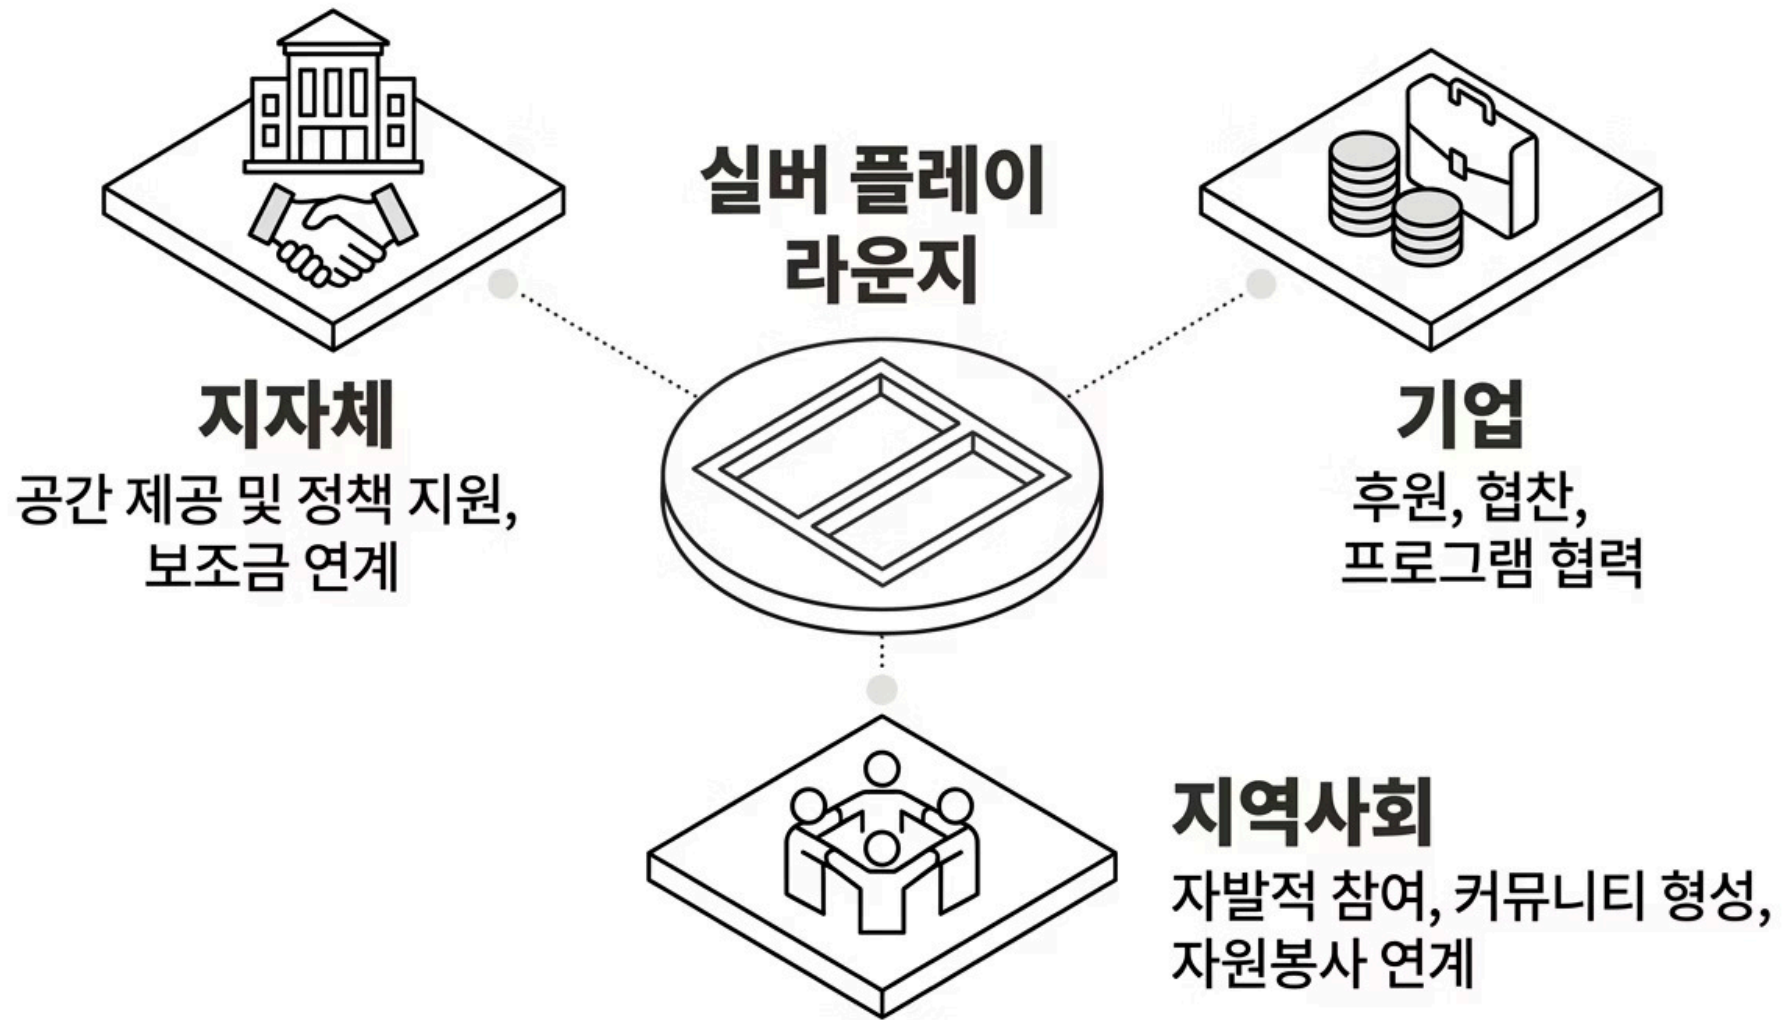 실버 플레이
라운지
지자체
공간 제공 및 정책 지원,
보조금 연계
기업
후원, 협찬,
프로그램 협력
지역사회
자발적 참여, 커뮤니티 형성,
자원봉사 연계